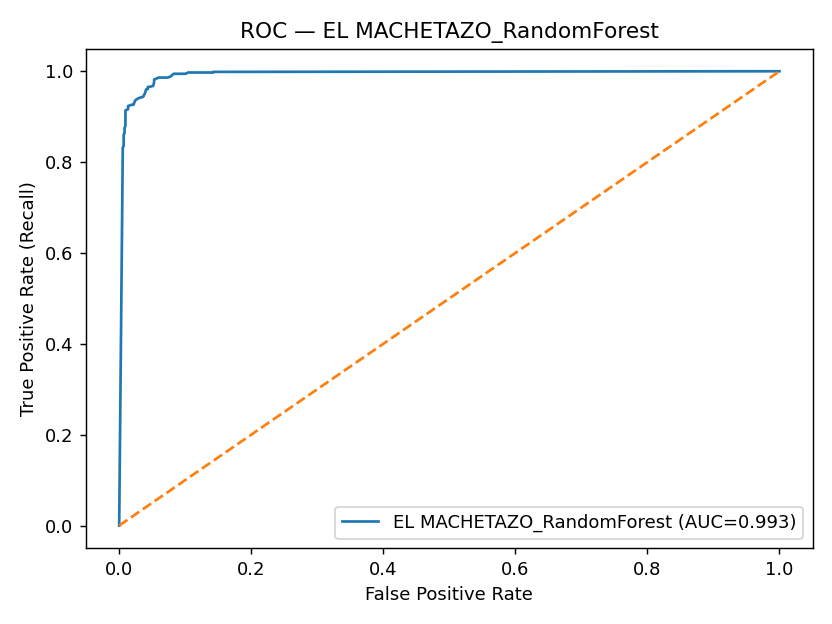 ROC — EL MACHETAZO_RandomForest
1.0
0.8
0.6
0.4
0.2
0.0
True Positive Rate (Recall)
EL MACHETAZO_RandomForest (AUC=0.993)
0.0 0.2 0.4 0.6 0.8 1.0
False Positive Rate